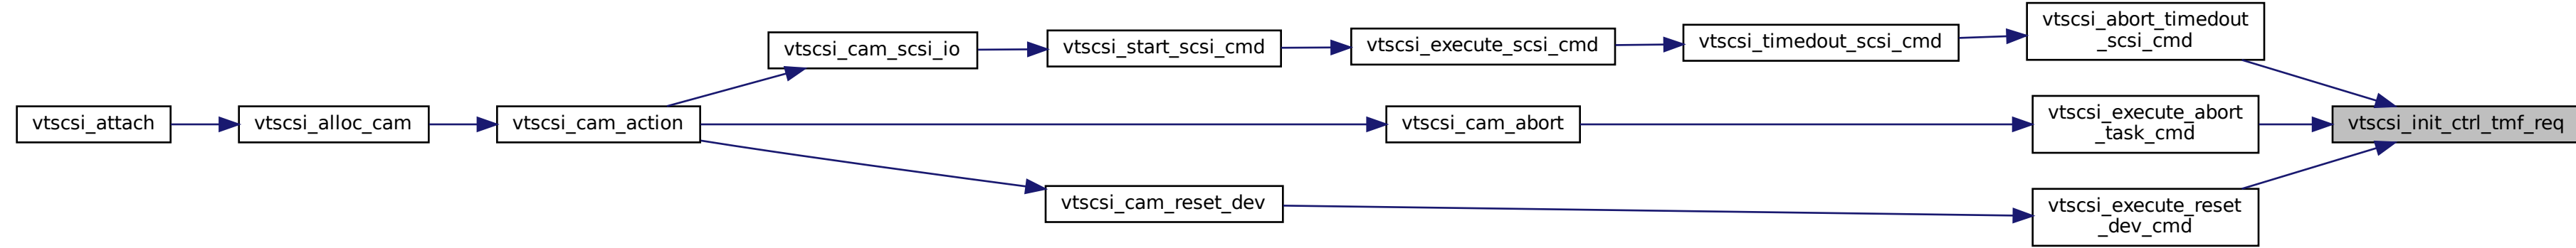 vtscsi_attach
vtscsi_alloc_cam
vtscsi_cam_action
vtscsi_cam_scsi_io
vtscsi_start_scsi_cmd
vtscsi_execute_scsi_cmd
vtscsi_timedout_scsi_cmd
vtscsi_abort_timedout
_scsi_cmd
vtscsi_cam_abort
vtscsi_execute_abort
_task_cmd
vtscsi_init_ctrl_tmf_req
vtscsi_cam_reset_dev
vtscsi_execute_reset
_dev_cmd